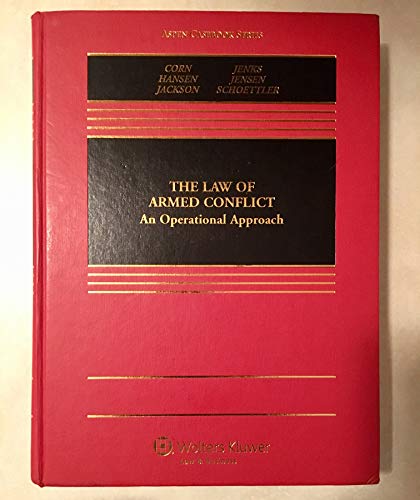 ASPEN CASEBOOK SERIES
CORN JENKS
HANSEN JENSEN
JACKSON SCHOETTLER
THE LAW OF
ARMED CONFLICT
An Operational Approach
Wolters Kluwer
Law & Business